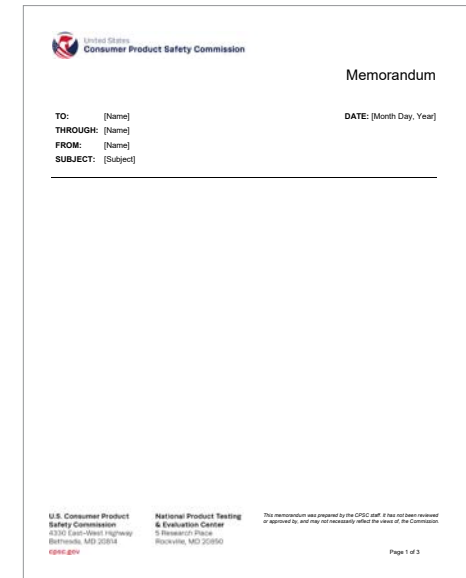 United States
Consumer Product Safety Commission
Memorandum
TO: [Name]
DATE: [Month Day, Year]
THROUGH: [Name]
FROM: [Name]
SUBJECT: [Subject]
U.S. Consumer Product
Safety Commission
4330 East-West Highway
Bethesda, MD 20814
cpsc.gov
National Product Testing
& Evaluation Center
5 Research Place
Rockville, MD 20850
This memorandum was prepared by the CPSC staff. It has not been reviewed
or approved by, and may not necessarily reflect the views of, the Commission.
Page 1 of 3